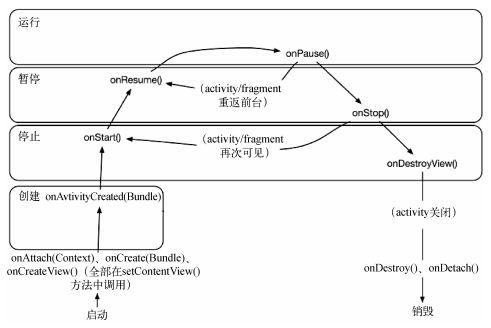 运行
onPause()
暂停
onResume()
(activity/fragment
重返前台)
onStop()
停止
onStart()
(activity/fragment
再次可见)
onDestroyView()
创建 onAvtivityCreated(Bundle)
(activity关闭)
onAttach(Context)、onCreate(Bundle)、
onCreateView()（全部在setContentView()
方法中调用）
onDestroy()、onDetach()
启动
销毁